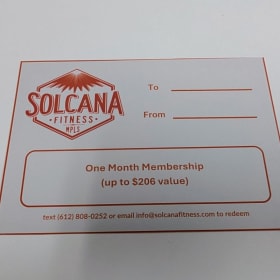 SOLCANA
FITNESS
MPLS
To
From
One Month Membership
(up to $206 value)
text (612) 808-0252 or email info@solcanafitness.com to redeem